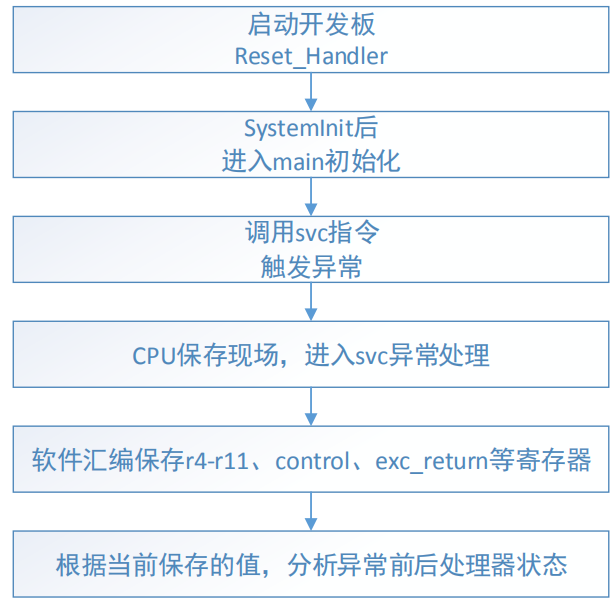 启动开发板
Reset_Handler
SystemInit后
进入main初始化
调用svc指令
触发异常
CPU保存现场，进入svc异常处理
软件汇编保存r4-r11、control、exc_return等寄存器
根据当前保存的值，分析异常前后处理器状态